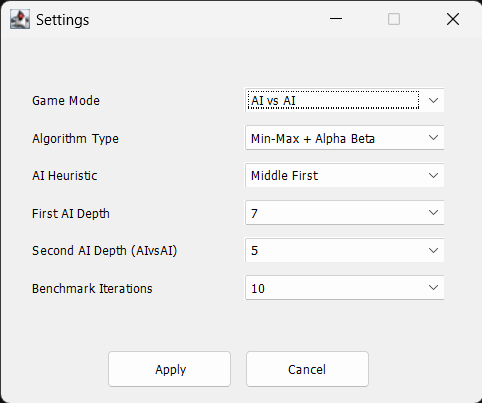 Settings
Game Mode AI vs AI
Algorithm Type Min-Max + Alpha Beta
AI Heuristic Middle First
First AI Depth 7
Second AI Depth (AIvsAI) 5
Benchmark Iterations 10
Apply Cancel